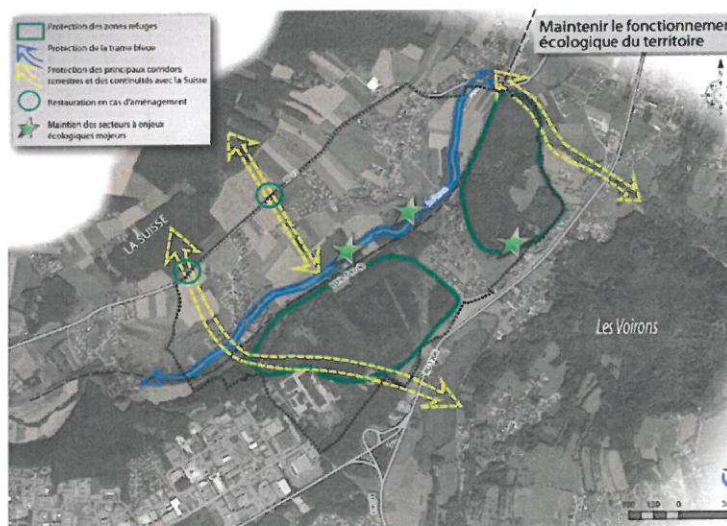 Protection des zones refuges
Protection de la trame bleue
Protection des principaux corridors
terrestres et des continuités avec la Suisse
Restauration en cas d'aménagement
Maintien des secteurs à enjeux
écologiques majeurs
Maintenir le fonctionnemen
écologique du territoire
LA SUISSE
Les Voirons